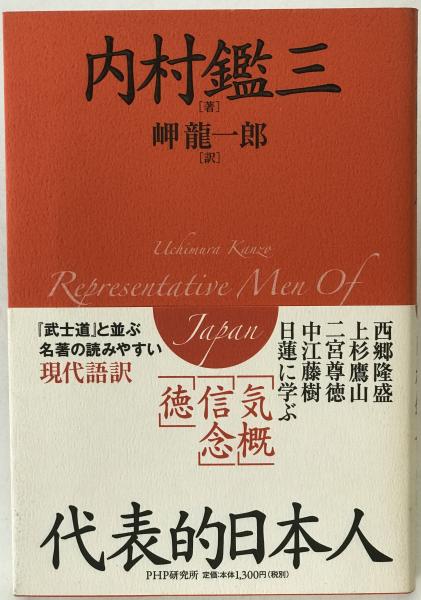 内村鑑三
[著]
岬龍一郎
[訳]
Uchimura Kanzo
Representative Men Of
Japan
『武士道』と並ぶ
名著の読みやすい
現代語訳
西郷隆盛
上杉鷹山
二宮尊徳
中江藤樹
日蓮に学ぶ
「気概」
「信念」
「徳」
代表的日本人
PHP研究所 定価:本体1,300円(税別)